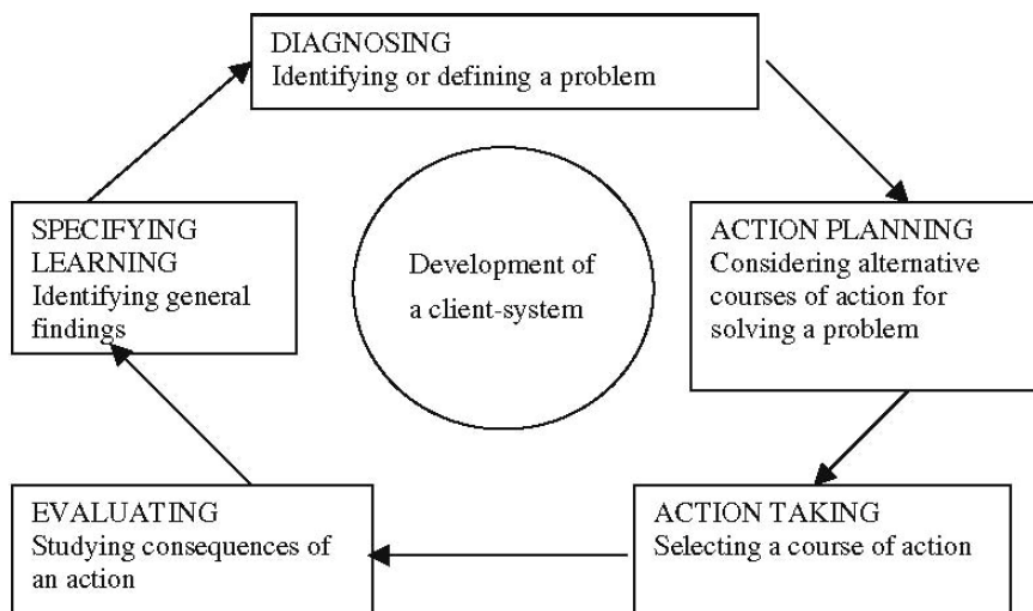 DIAGNOSING
Identifying or defining a problem
SPECIFYING
LEARNING
Identifying general
findings
Development of
a client-system
ACTION PLANNING
Considering alternative
courses of action for
solving a problem
EVALUATING
Studying consequences of
an action
ACTION TAKING
Selecting a course of action